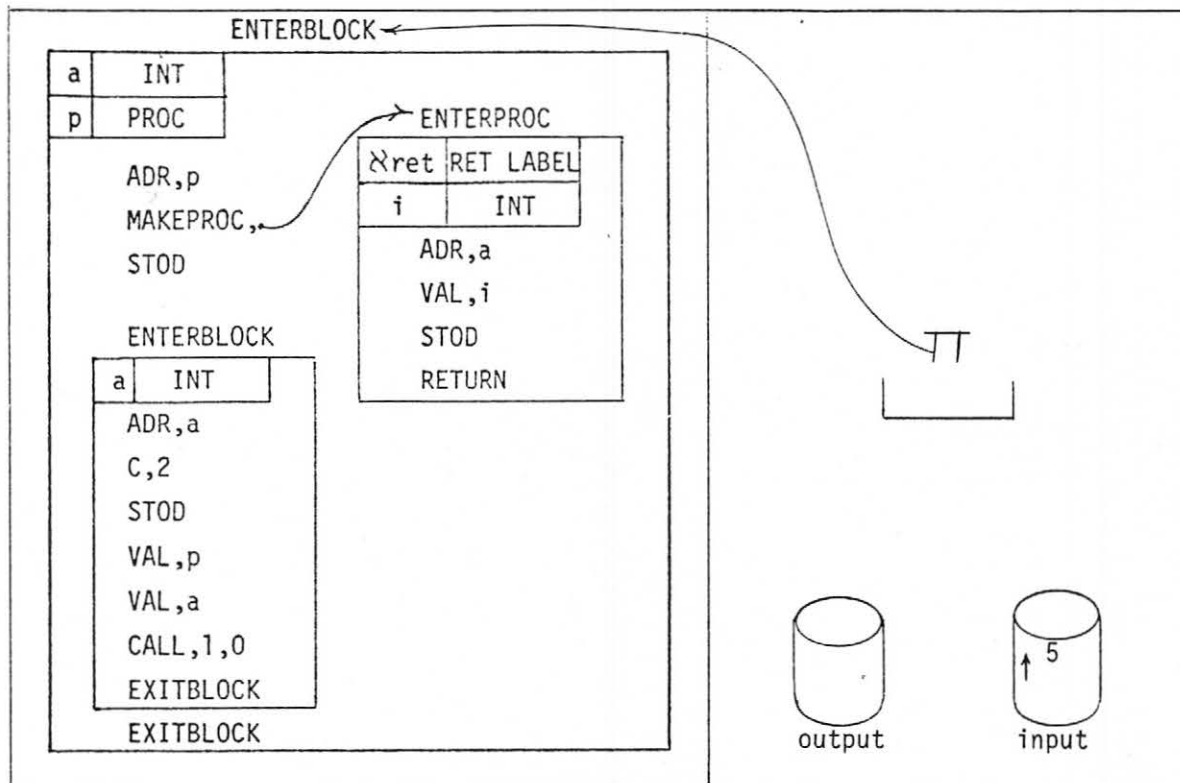 ENTERBLOCK
a INT
p PROC
ADR,p
MAKEPROC,
STOD
ENTERBLOCK
a INT
ADR,a
C,2
STOD
VAL,p
VAL,a
CALL,1,0
EXITBLOCK
EXITBLOCK
ENTERPROC
ℵret RET LABEL
i INT
ADR,a
VAL,i
STOD
RETURN
π
5
output
input